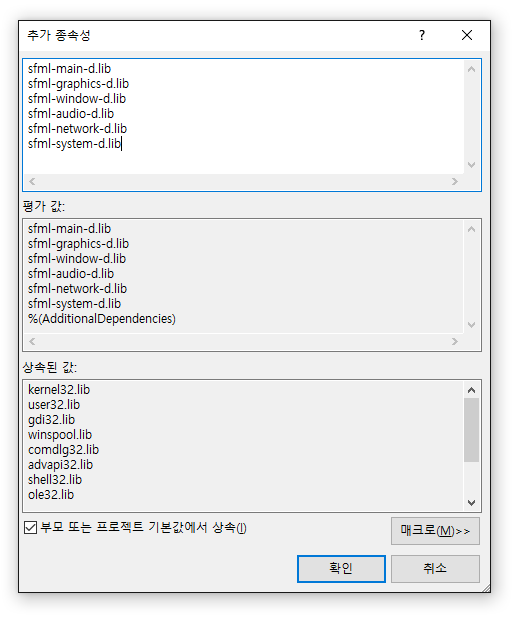 추가 종속성
?
sfml-main-d.lib
sfml-graphics-d.lib
sfml-window-d.lib
sfml-audio-d.lib
sfml-network-d.lib
sfml-system-d.lib
평가 값:
sfml-main-d.lib
sfml-graphics-d.lib
sfml-window-d.lib
sfml-audio-d.lib
sfml-network-d.lib
sfml-system-d.lib
%(AdditionalDependencies)
상속된 값:
kernel32.lib
user32.lib
gdi32.lib
winspool.lib
comdlg32.lib
advapi32.lib
shell32.lib
ole32.lib
부모 또는 프로젝트 기본값에서 상속(I)
매크로(M)>>
확인
취소